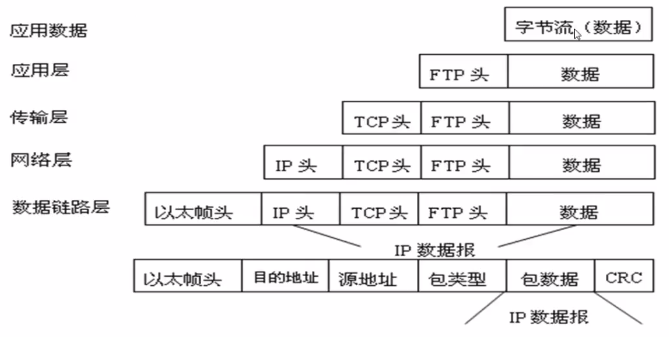 应用数据 字节流（数据）
应用层 FTP 头 数据
传输层 TCP 头 FTP 头 数据
网络层 IP 头 TCP 头 FTP 头 数据
数据链路层 以太帧头 IP 头 TCP 头 FTP 头 数据
IP 数据报
以太帧头 目的地址 源地址 包类型 包数据 CRC
IP 数据报